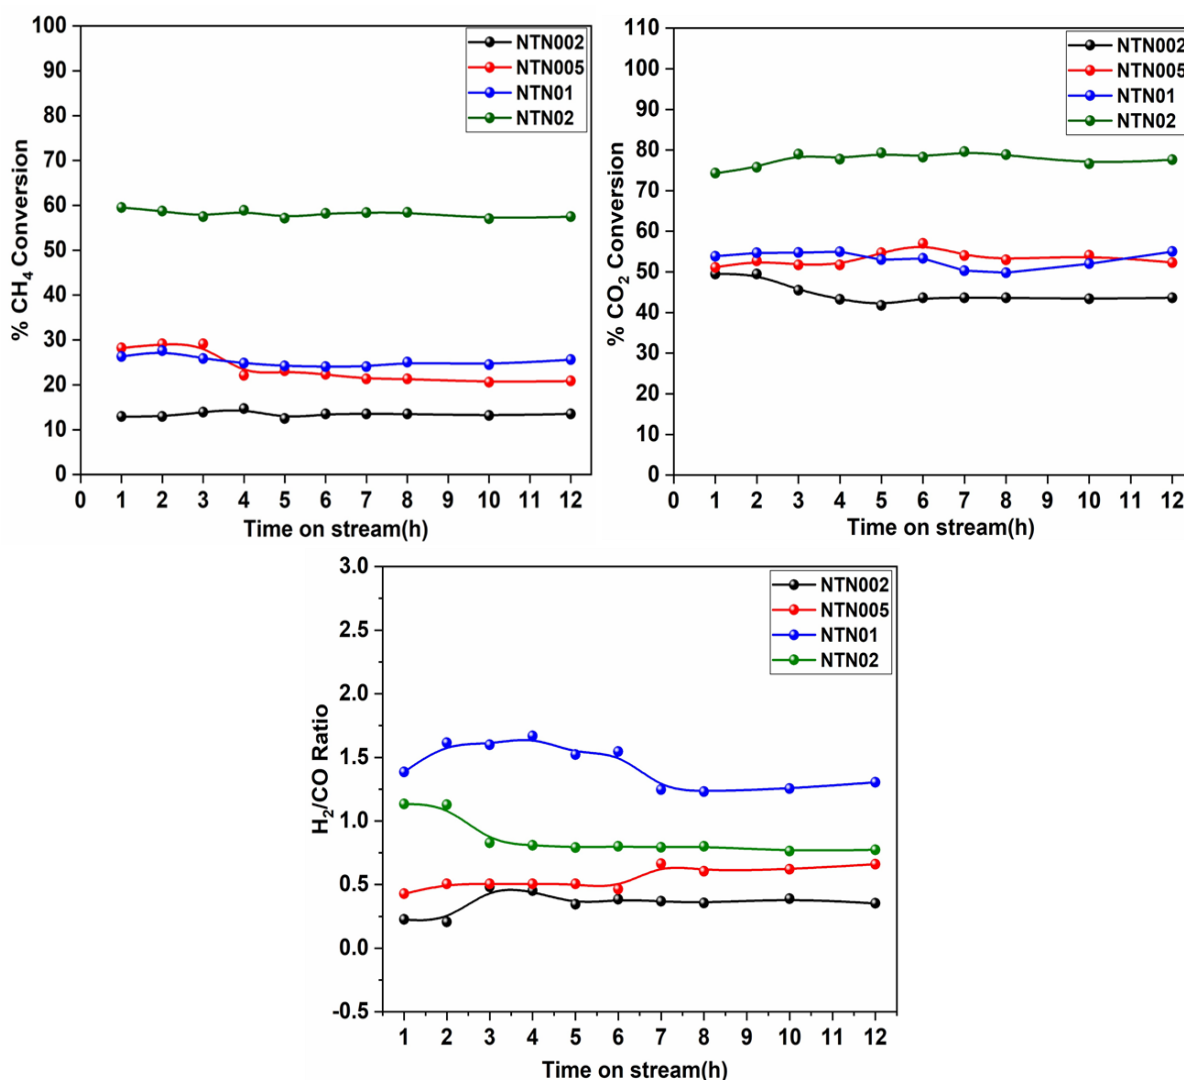 % CH4 Conversion
100
90
80
70
60
50
40
30
20
10
0
NTN002
NTN005
NTN01
NTN02
0 1 2 3 4 5 6 7 8 9 10 11 12
Time on stream(h)
% CO2 Conversion
110
100
90
80
70
60
50
40
30
20
10
0
NTN002
NTN005
NTN01
NTN02
0 1 2 3 4 5 6 7 8 9 10 11 12
Time on stream(h)
H2/CO Ratio
3.0
2.5
2.0
1.5
1.0
0.5
0.0
-0.5
NTN002
NTN005
NTN01
NTN02
1 2 3 4 5 6 7 8 9 10 11 12
Time on stream(h)